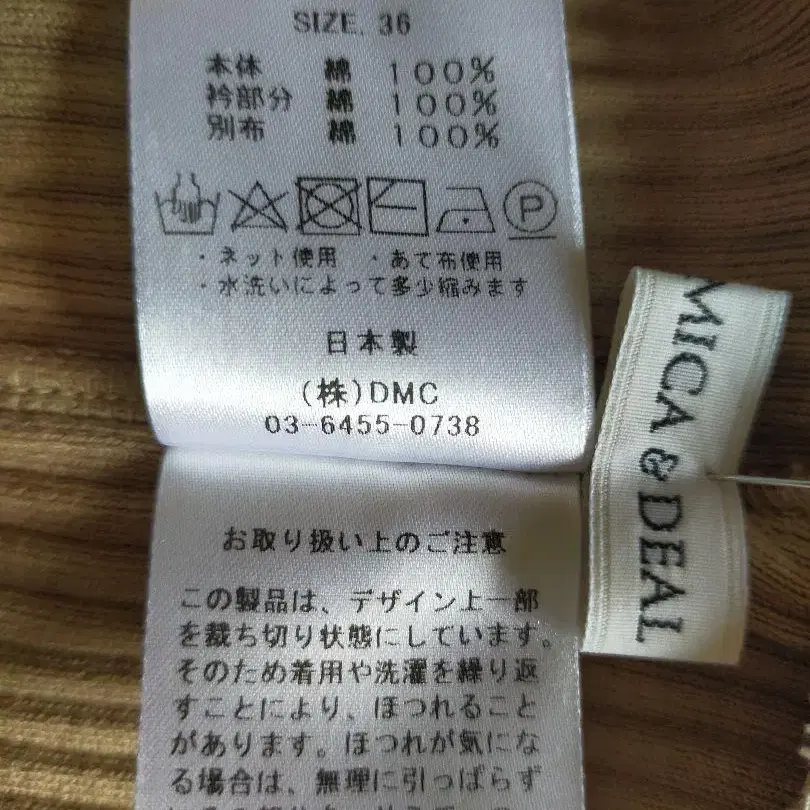 SIZE. 36
本体 綿 100%
衿部分 綿 100%
別布 綿 100%
P
・ネット使用 ・あて布使用
・水洗いによって多少縮みます
日本製
(株)DMC
03-6455-0738
MICA & DEAL
お取り扱い上のご注意
この製品は、デザイン上一部
を裁ち切り状態にしています。
そのため着用や洗濯を繰り返
すことにより、ほつれること
があります。ほつれが気にな
る場合は、無理に引っぱらず